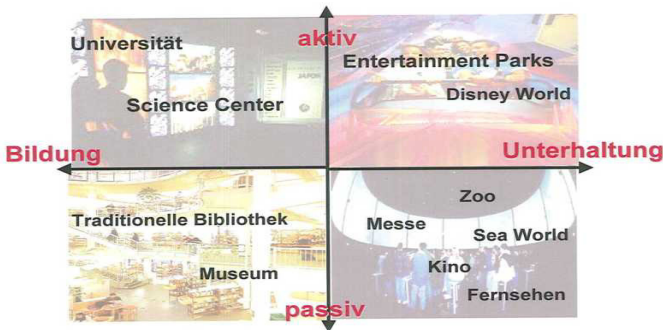 Universität
aktiv
Entertainment Parks
Science Center
Disney World
Bildung
Unterhaltung
Zoo
Traditionelle Bibliothek
Messe
Sea World
Museum
Kino
Fernsehen
passiv